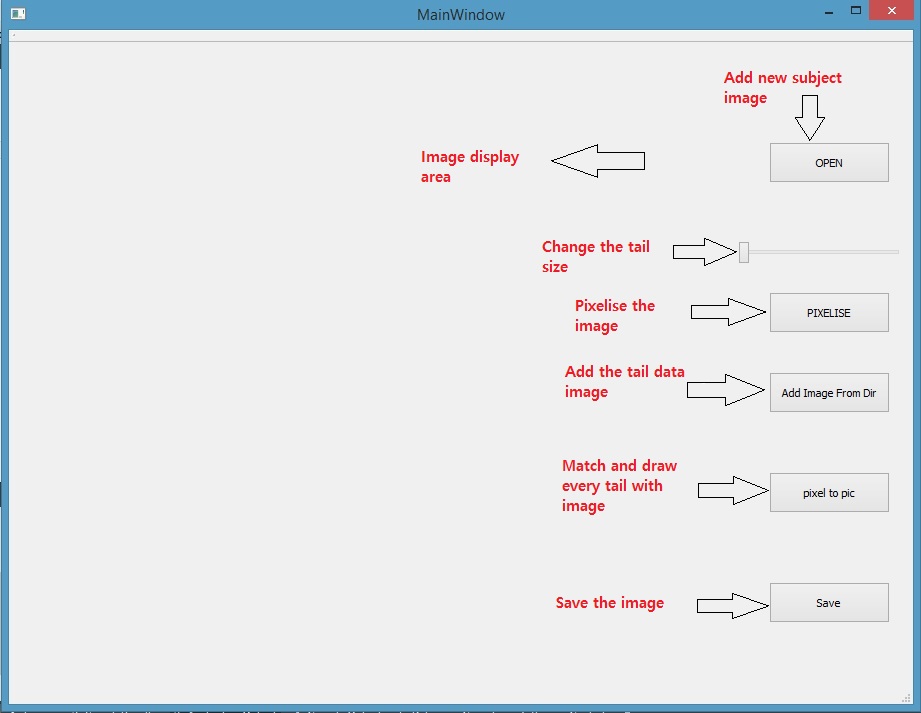 MainWindow
Add new subject
image
OPEN
Image display
area
Change the tail
size
Pixelise the
image
PIXELISE
Add the tail data
image
Add Image From Dir
Match and draw
every tail with
image
pixel to pic
Save the image
Save